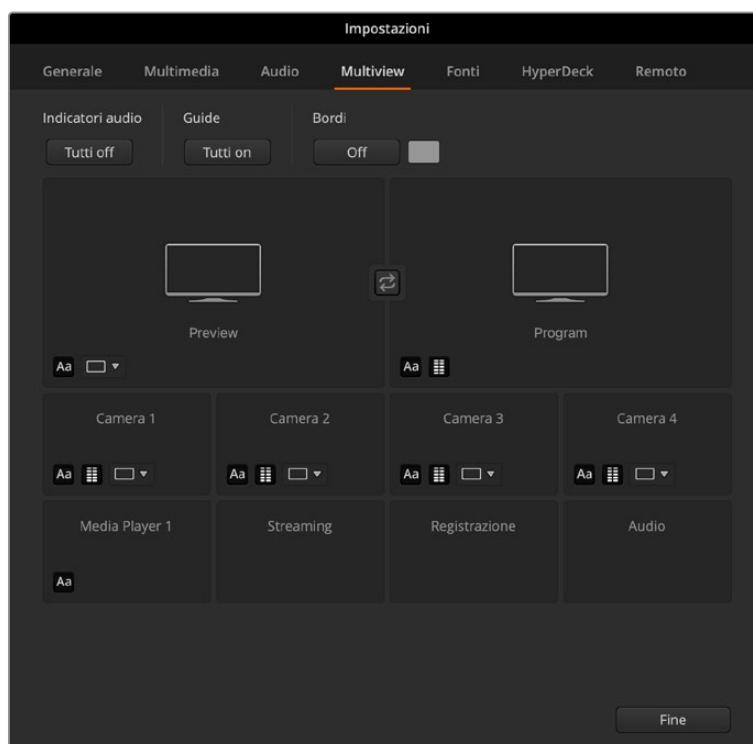 Impostazioni
Generale Multimedia Audio Multiview Fonti HyperDeck Remoto
Indicatori audio Guide Bordi
Tutti off Tutti on Off
Preview Program
Aa Aa
Camera 1 Camera 2 Camera 3 Camera 4
Aa Aa Aa Aa
Media Player 1 Streaming Registrazione Audio
Aa
Fine